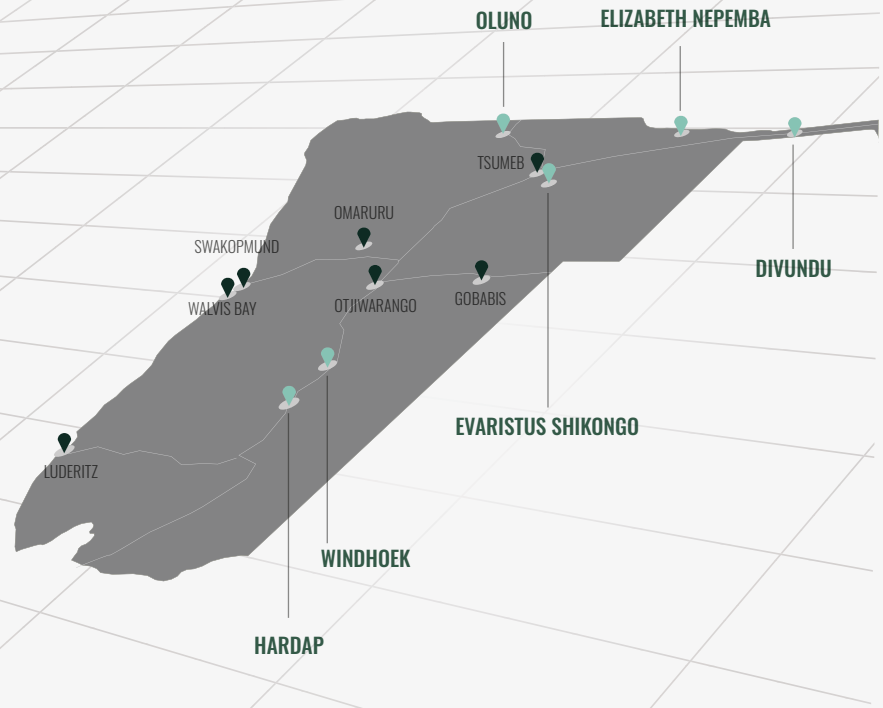 OLUNO
ELIZABETH NEPEMBA
TSUMEB
OMARURU
SWAKOPMUND
DIVUNDU
WALVIS BAY
OTJIWARANGO
GOBABIS
EVARISTUS SHIKONGO
LUDERITZ
WINDHOEK
HARDAP